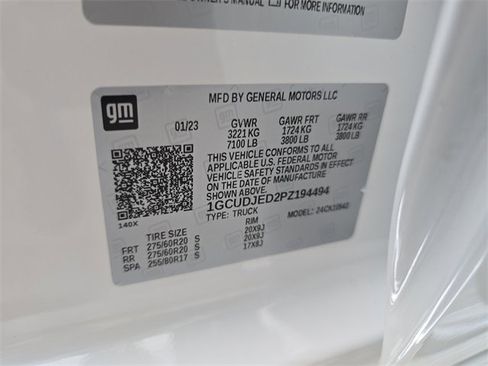 OWNER'S MANUAL FOR MORE INFORMATION.
gm
MFD BY GENERAL MOTORS LLC
01/23 GVWR GAWR FRT GAWR RR
3221 KG 1724 KG 1724 KG
7100 LB 3800 LB 3800 LB
THIS VEHICLE CONFORMS TO ALL
APPLICABLE U.S. FEDERAL MOTOR
VEHICLE SAFETY STANDARDS IN EFFECT
ON THE DATE OF MANUFACTURE
SHOWN ABOVE.
1GCUDJED2PZ194494
140X TYPE: TRUCK MODEL:
TIRE SIZE RIM
FRT 275/60R20 S 20X9J
RR 275/60R20 S 20X9J
SPA 255/80R17 S 17X8J